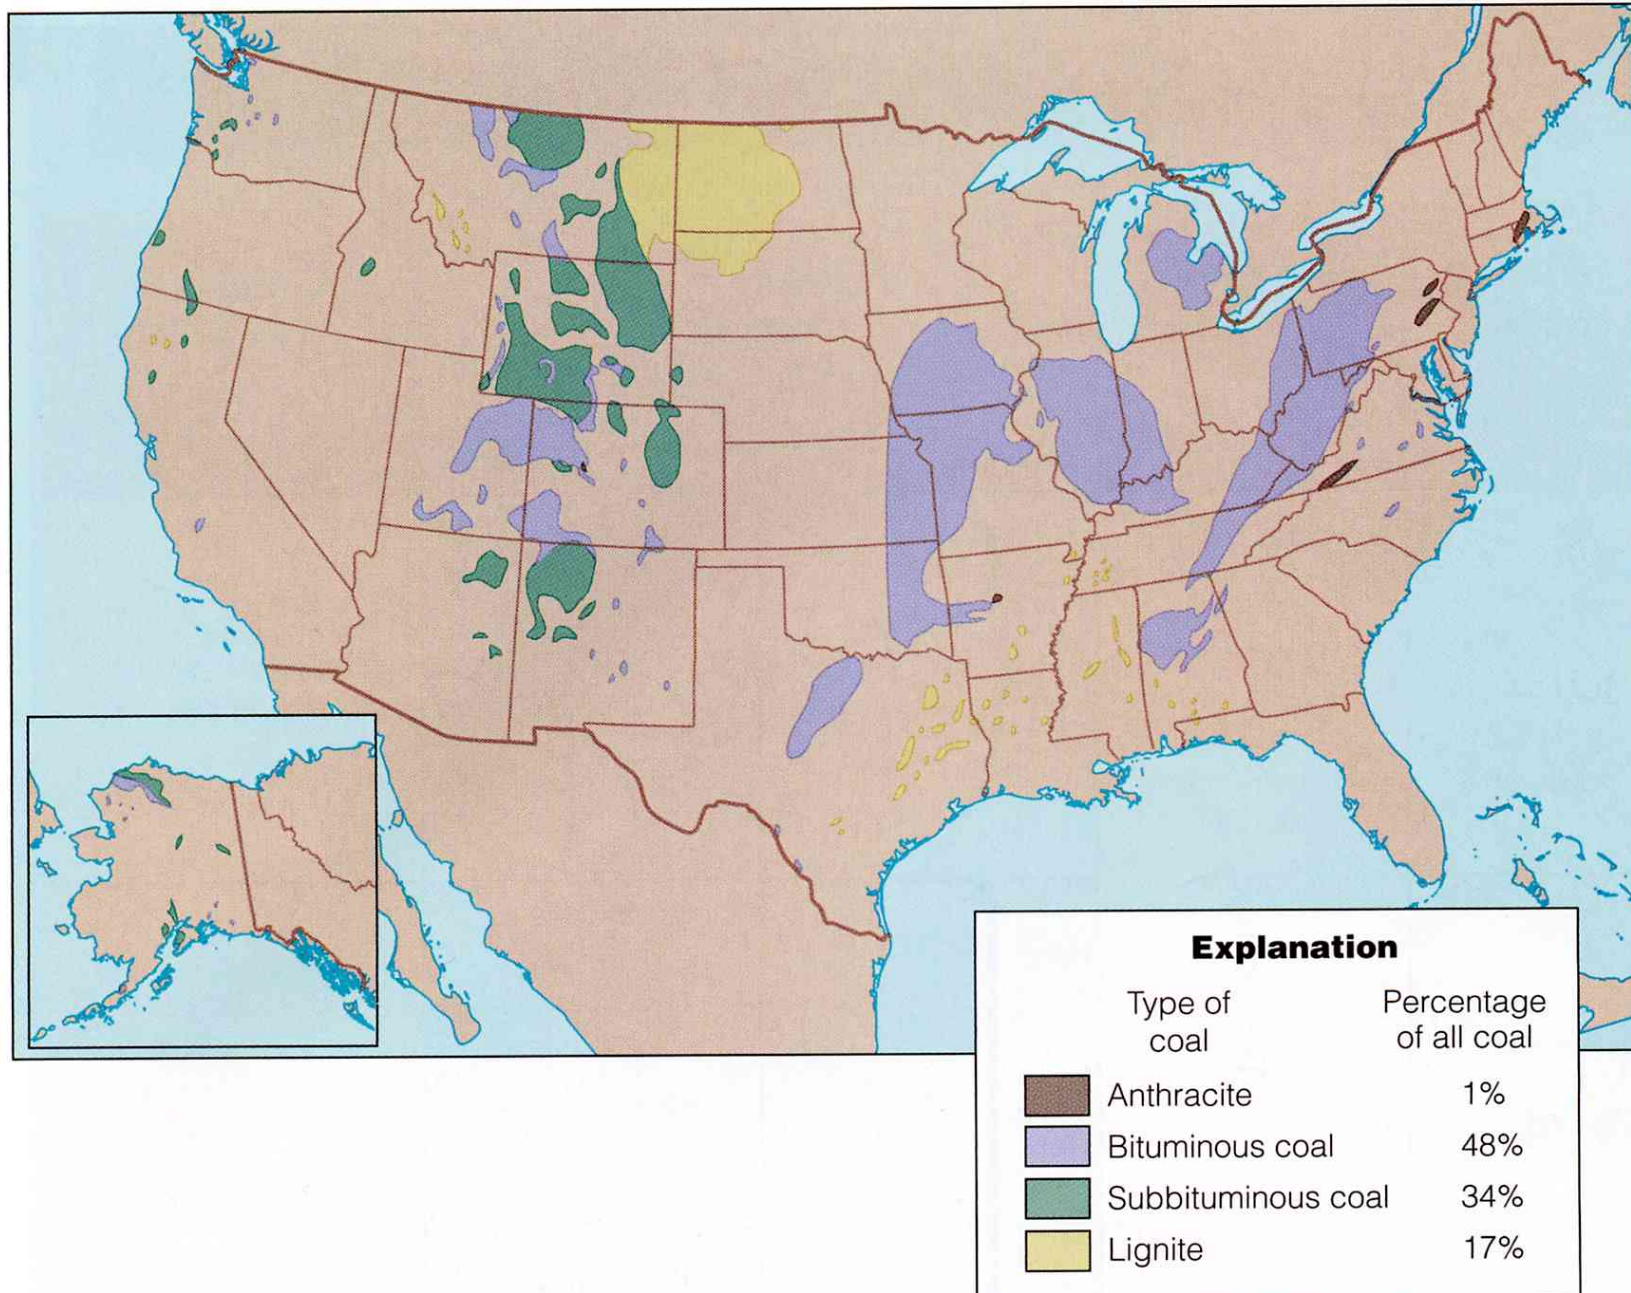 Explanation
Type of coal Percentage of all coal
Anthracite 1%
Bituminous coal 48%
Subbituminous coal 34%
Lignite 17%